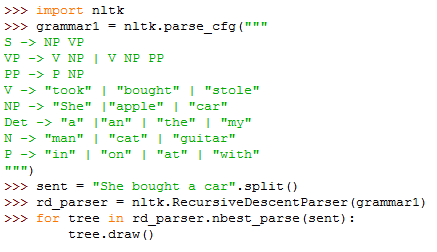 >>> import nltk
>>> grammar1 = nltk.parse_cfg("""
S -> NP VP
VP -> V NP | V NP PP
PP -> P NP
V -> "took" | "bought" | "stole"
NP -> "She" |"apple" | "car"
Det -> "a" |"an" | "the" | "my"
N -> "man" | "cat" | "guitar"
P -> "in" | "on" | "at" | "with"
""")
>>> sent = "She bought a car".split()
>>> rd_parser = nltk.RecursiveDescentParser(grammar1)
>>> for tree in rd_parser.nbest_parse(sent):
        tree.draw()